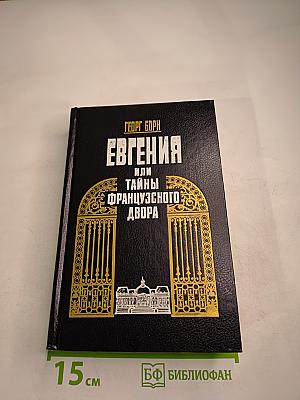 ГЕОРГ БОРН
ЕВГЕНИЯ
ИЛИ
ТАЙНЫ
ФРАНЦУЗСКОГО
ДВОРА
15 см
БФ БИБЛИОФАН